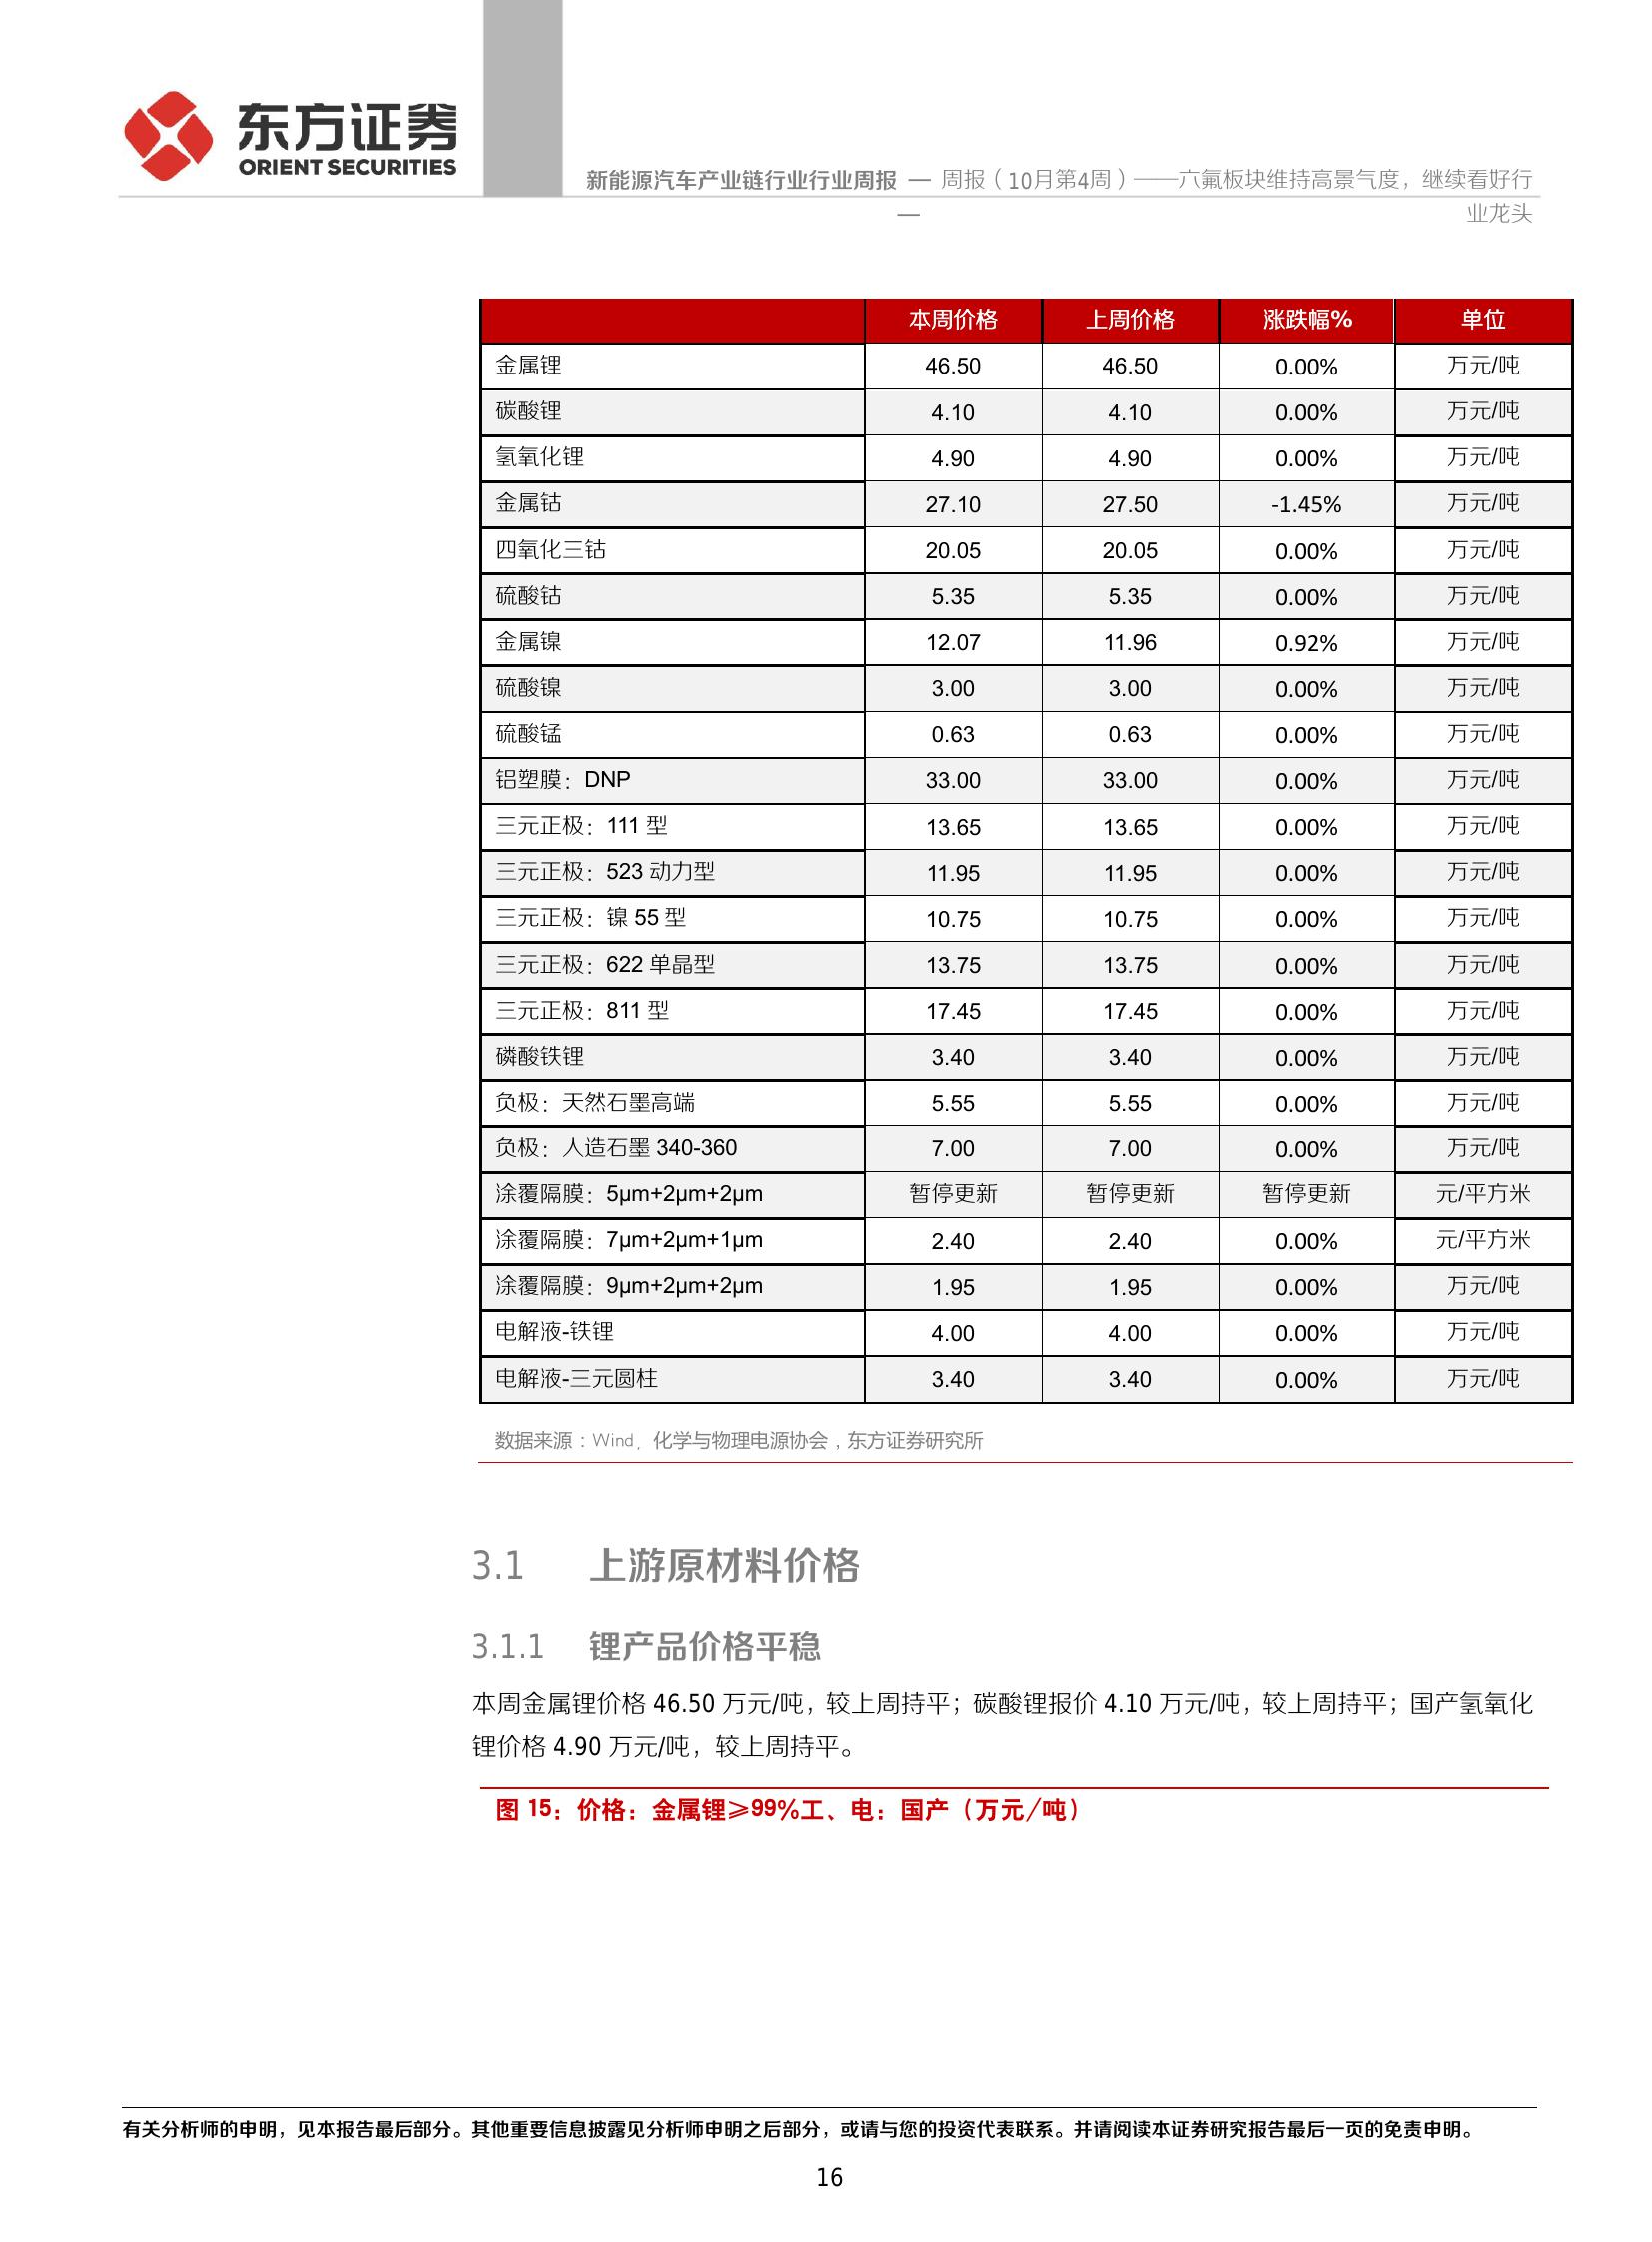 东方证券
ORIENT SECURITIES
新能源汽车产业链行业行业周报 — 周报（10月第4周）——六氟板块维持高景气度，继续看好行
—
业龙头
本周价格 上周价格 涨跌幅% 单位
金属锂 46.50 46.50 0.00% 万元/吨
碳酸锂 4.10 4.10 0.00% 万元/吨
氢氧化锂 4.90 4.90 0.00% 万元/吨
金属钴 27.10 27.50 -1.45% 万元/吨
四氧化三钴 20.05 20.05 0.00% 万元/吨
硫酸钴 5.35 5.35 0.00% 万元/吨
金属镍 12.07 11.96 0.92% 万元/吨
硫酸镍 3.00 3.00 0.00% 万元/吨
硫酸锰 0.63 0.63 0.00% 万元/吨
铝塑膜：DNP 33.00 33.00 0.00% 万元/吨
三元正极：111 型 13.65 13.65 0.00% 万元/吨
三元正极：523 动力型 11.95 11.95 0.00% 万元/吨
三元正极：镍 55 型 10.75 10.75 0.00% 万元/吨
三元正极：622 单晶型 13.75 13.75 0.00% 万元/吨
三元正极：811 型 17.45 17.45 0.00% 万元/吨
磷酸铁锂 3.40 3.40 0.00% 万元/吨
负极：天然石墨高端 5.55 5.55 0.00% 万元/吨
负极：人造石墨 340-360 7.00 7.00 0.00% 万元/吨
涂覆隔膜：5μm+2μm+2μm 暂停更新 暂停更新 暂停更新 元/平方米
涂覆隔膜：7μm+2μm+1μm 2.40 2.40 0.00% 元/平方米
涂覆隔膜：9μm+2μm+2μm 1.95 1.95 0.00% 万元/吨
电解液-铁锂 4.00 4.00 0.00% 万元/吨
电解液-三元圆柱 3.40 3.40 0.00% 万元/吨
数据来源：Wind，化学与物理电源协会，东方证券研究所
3.1 上游原材料价格
3.1.1 锂产品价格平稳
本周金属锂价格 46.50 万元/吨，较上周持平；碳酸锂报价 4.10 万元/吨，较上周持平；国产氢氧化
锂价格 4.90 万元/吨，较上周持平。
图 15：价格：金属锂≥99%工、电：国产（万元/吨）
有关分析师的申明，见本报告最后部分。其他重要信息披露见分析师申明之后部分，或请与您的投资代表联系。并请阅读本证券研究报告最后一页的免责申明。
16